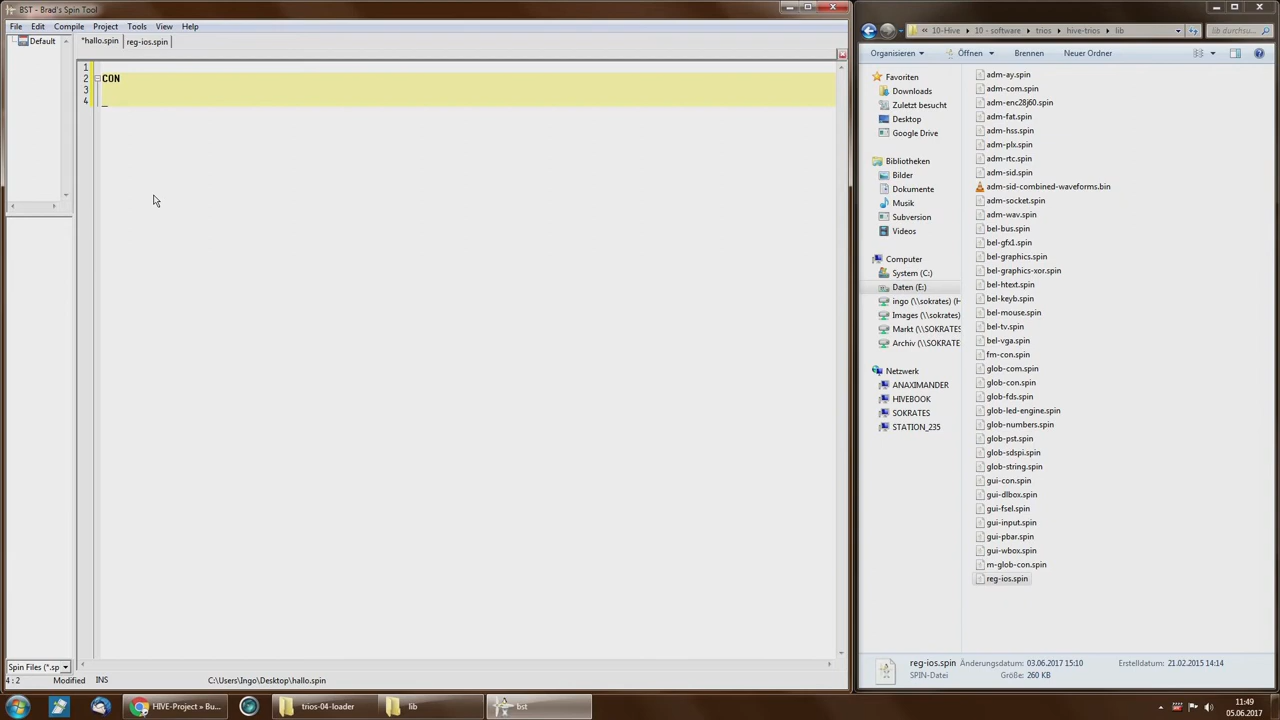 BST - Brad's Spin Tool
File Edit Compile Project Tools View Help
Default
*hallo.spin reg-ios.spin
1
2 CON
3
4 _
Spin Files (*.sp
4 : 2 Modified INS C:\Users\Ingo\Desktop\hallo.spin
« 10-Hive 10 - software trios hive-trios lib lib durchsu...
Organisieren Öffnen Brennen Neuer Ordner
Favoriten
Downloads
Zuletzt besucht
Desktop
Google Drive
Bibliotheken
Bilder
Dokumente
Musik
Subversion
Videos
Computer
System (C:)
Daten (E:)
ingo (\\sokrates) (H
Images (\\sokrates)
Markt (\\SOKRATES
Archiv (\\SOKRATE
Netzwerk
ANAXIMANDER
HIVEBOOK
SOKRATES
STATION_235
adm-ay.spin
adm-com.spin
adm-enc28j60.spin
adm-fat.spin
adm-hss.spin
adm-plx.spin
adm-rtc.spin
adm-sid.spin
adm-sid-combined-waveforms.bin
adm-socket.spin
adm-wav.spin
bel-bus.spin
bel-gfx1.spin
bel-graphics.spin
bel-graphics-xor.spin
bel-htext.spin
bel-keyb.spin
bel-mouse.spin
bel-tv.spin
bel-vga.spin
fm-con.spin
glob-com.spin
glob-con.spin
glob-fds.spin
glob-led-engine.spin
glob-numbers.spin
glob-pst.spin
glob-sdspi.spin
glob-string.spin
gui-con.spin
gui-dlbox.spin
gui-fsel.spin
gui-input.spin
gui-pbar.spin
gui-wbox.spin
m-glob-con.spin
reg-ios.spin
reg-ios.spin Änderungsdatum: 03.06.2017 15:10 Erstelldatum: 21.02.2015 14:14
SPIN-Datei Größe: 260 KB
HIVE-Project » Bu... trios-04-loader lib bst
11:49
05.06.2017